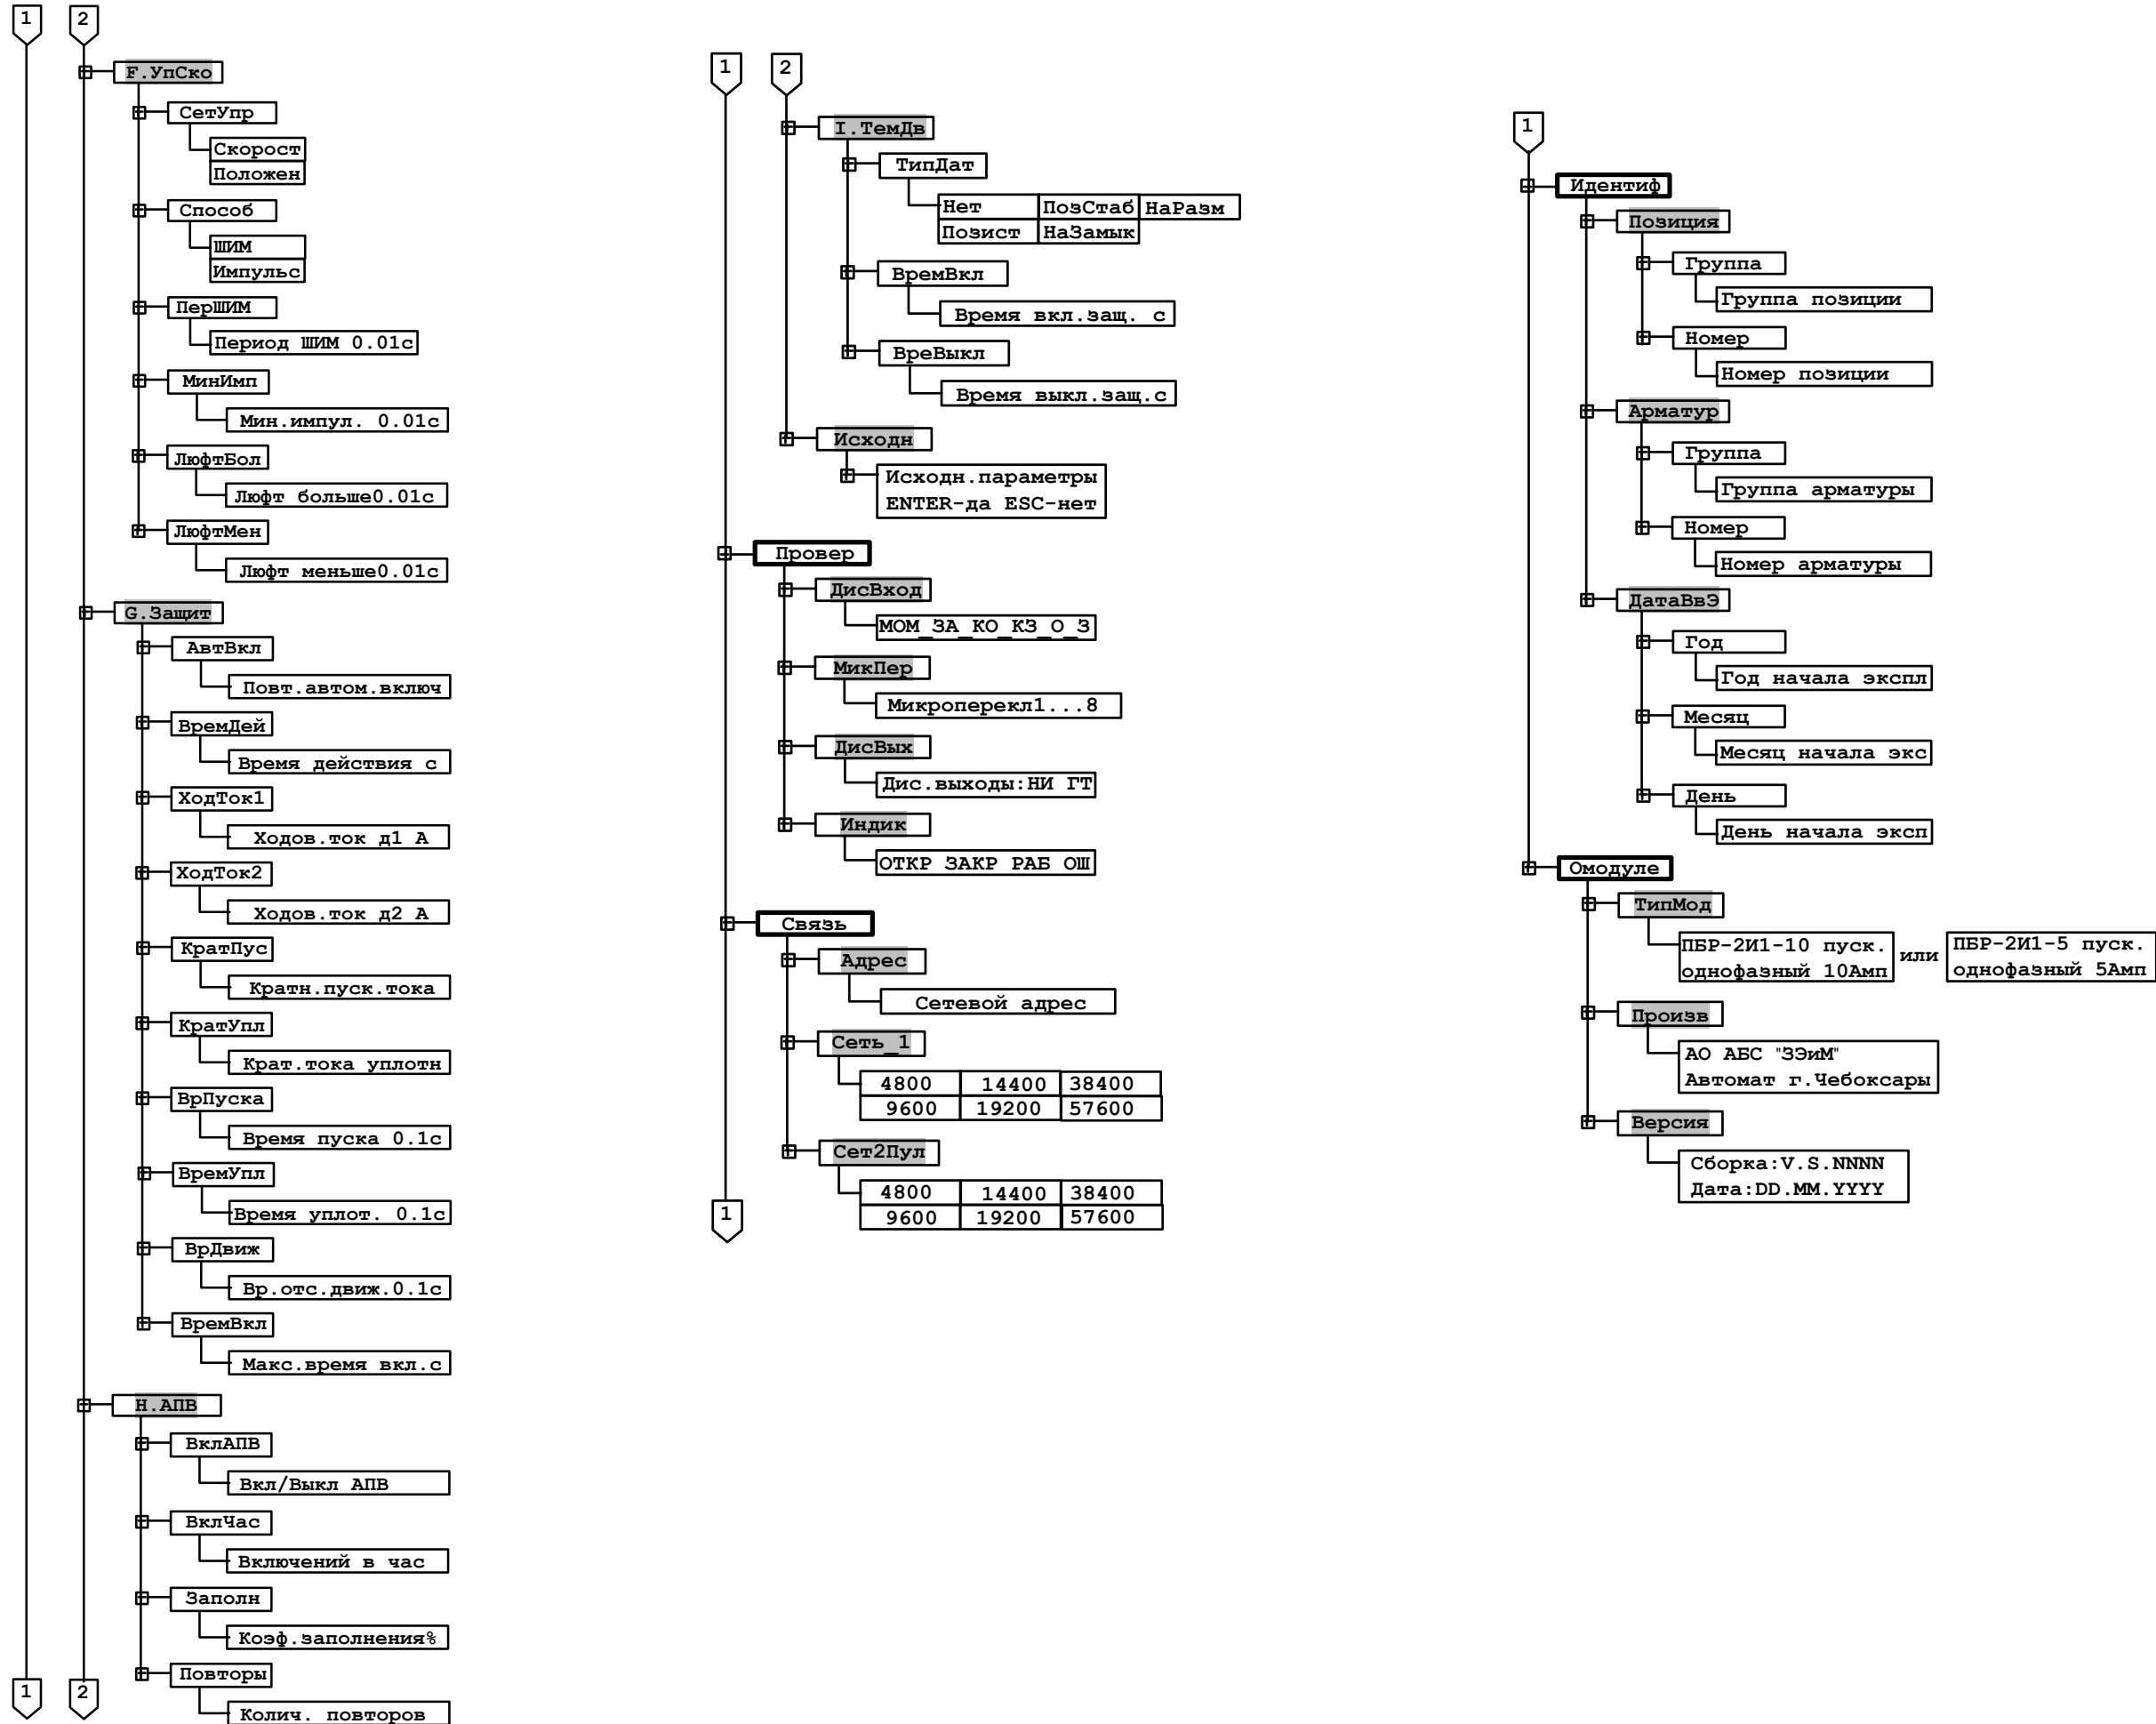 1
2
F.УпСко
СетУпр
Скорост
Положен
Способ
ШИМ
Импульс
ПерШИМ
Период ШИМ 0.01с
МинИмп
Мин.импул. 0.01с
ЛюфтБол
Люфт больше0.01с
ЛюфтМен
Люфт меньше0.01с
G.Защит
АвтВкл
Повт.автом.включ
ВремДей
Время действия с
ХодТок1
Ходов.ток д1 А
ХодТок2
Ходов.ток д2 А
КратПус
Кратн.пуск.тока
КратУпл
Крат.тока уплотн
ВрПуска
Время пуска 0.1с
ВремУпл
Время уплот. 0.1с
ВрДвиж
Вр.отс.движ.0.1с
ВремВкл
Макс.время вкл.с
Н.АПВ
ВклАПВ
Вкл/Выкл АПВ
ВклЧас
Включений в час
Заполн
Коэф.заполнения%
Повторы
Колич. повторов
1
2
1
2
I.ТемДв
ТипДат
Нет ПозСтаб НаРазм
Позист НаЗамык
ВремВкл
Время вкл.защ. с
ВреВыкл
Время выкл.защ.с
Исходн
Исходн.параметры
ENTER-да ESC-нет
Провер
ДисВход
МОМ_ЗА_КО_КЗ_О_З
МикПер
Микроперекл1...8
ДисВых
Дис.выходы:НИ ГТ
Индик
ОТКР ЗАКР РАБ ОШ
Связь
Адрес
Сетевой адрес
Сеть_1
4800 14400 38400
9600 19200 57600
Сет2Пул
4800 14400 38400
9600 19200 57600
1
1
Идентиф
Позиция
Группа
Группа позиции
Номер
Номер позиции
Арматур
Группа
Группа арматуры
Номер
Номер арматуры
ДатаВвЭ
Год
Год начала экспл
Месяц
Месяц начала экс
День
День начала эксп
Омодуле
ТипМод
ПБР-2И1-10 пуск.
однофазный 10Амп
или
ПБР-2И1-5 пуск.
однофазный 5Амп
Произв
АО АБС "ЗЭиМ"
Автомат г.Чебоксары
Версия
Сборка:V.S.NNNN
Дата:DD.MM.YYYY